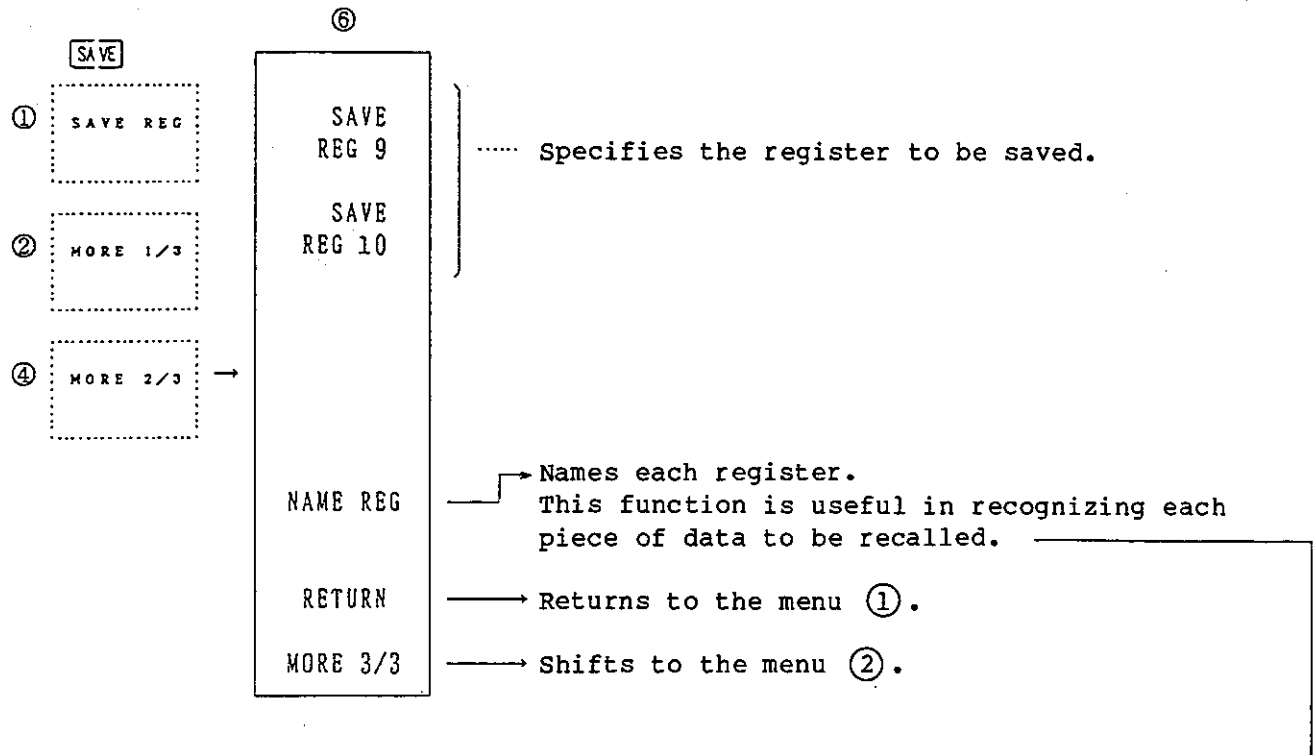 ⑥
SAVE
① SAVE REG
② MORE 1/3
④ MORE 2/3 →
SAVE
REG 9
SAVE
REG 10
...... Specifies the register to be saved.
NAME REG
Names each register.
This function is useful in recognizing each
piece of data to be recalled.
RETURN → Returns to the menu ①.
MORE 3/3 → Shifts to the menu ②.